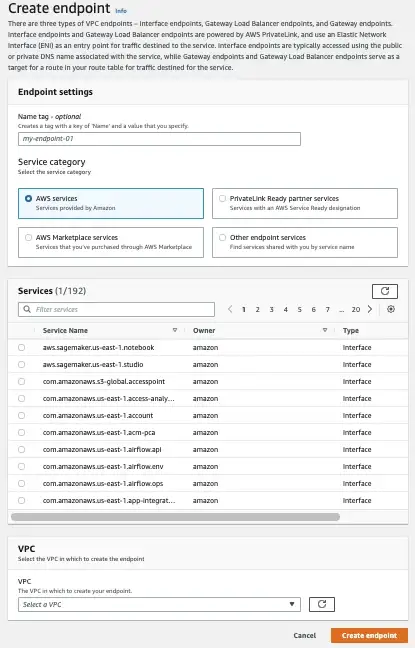 Create endpoint Info
There are three types of VPC endpoints – Interface endpoints, Gateway Load Balancer endpoints, and Gateway endpoints.
Interface endpoints and Gateway Load Balancer endpoints are powered by AWS PrivateLink, and use an Elastic Network
Interface (ENI) as an entry point for traffic destined to the service. Interface endpoints are typically accessed using the public
or private DNS name associated with the service, while Gateway endpoints and Gateway Load Balancer endpoints serve as a
target for a route in your route table for traffic destined for the service.
Endpoint settings
Name tag - optional
Creates a tag with a key of 'Name' and a value that you specify.
my-endpoint-01
Service category
Select the service category
AWS services
Services provided by Amazon
PrivateLink Ready partner services
Services with an AWS Service Ready designation
AWS Marketplace services
Services that you've purchased through AWS Marketplace
Other endpoint services
Find services shared with you by service name
Services (1/192)
Filter services
1 2 3 4 5 6 7 ... 20
Service Name Owner Type
aws.sagemaker.us-east-1.notebook amazon Interface
aws.sagemaker.us-east-1.studio amazon Interface
com.amazonaws.s3-global.accesspoint amazon Interface
com.amazonaws.us-east-1.access-analy... amazon Interface
com.amazonaws.us-east-1.account amazon Interface
com.amazonaws.us-east-1.acm-pca amazon Interface
com.amazonaws.us-east-1.airflow.api amazon Interface
com.amazonaws.us-east-1.airflow.env amazon Interface
com.amazonaws.us-east-1.airflow.ops amazon Interface
com.amazonaws.us-east-1.app-integrat... amazon Interface
VPC
Select the VPC in which to create the endpoint
VPC
The VPC in which to create your endpoint.
Select a VPC
Cancel Create endpoint